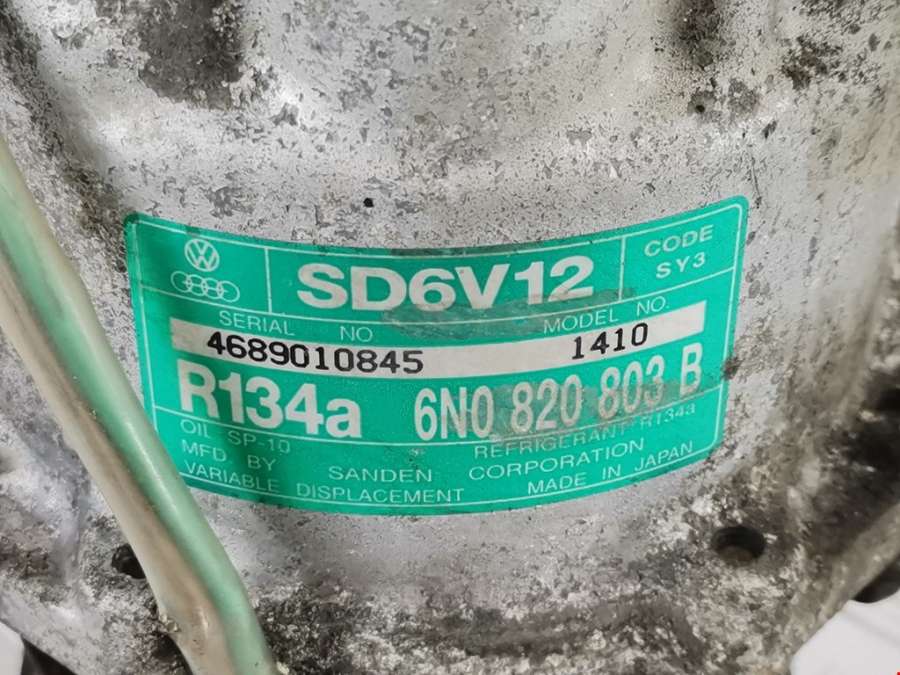 SD6V12
CODE
SY3
SERIAL NO
MODEL NO.
4689010845
1410
R134a
6N0 820 803 B
OIL SP-10
REFRIGERANT R134a
MFD BY SANDEN CORPORATION
VARIABLE DISPLACEMENT
MADE IN JAPAN